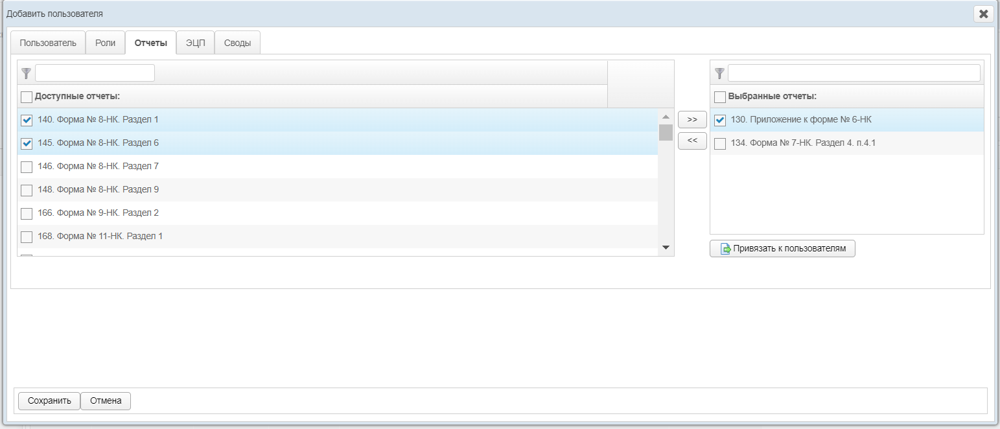 Добавить пользователя
Пользователь Роли Отчеты ЭЦП Своды
Доступные отчеты:
140. Форма № 8-НК. Раздел 1
145. Форма № 8-НК. Раздел 6
146. Форма № 8-НК. Раздел 7
148. Форма № 8-НК. Раздел 9
166. Форма № 9-НК. Раздел 2
168. Форма № 11-НК. Раздел 1
>>
<<
Выбранные отчеты:
130. Приложение к форме № 6-НК
134. Форма № 7-НК. Раздел 4. п.4.1
Привязать к пользователям
Сохранить Отмена